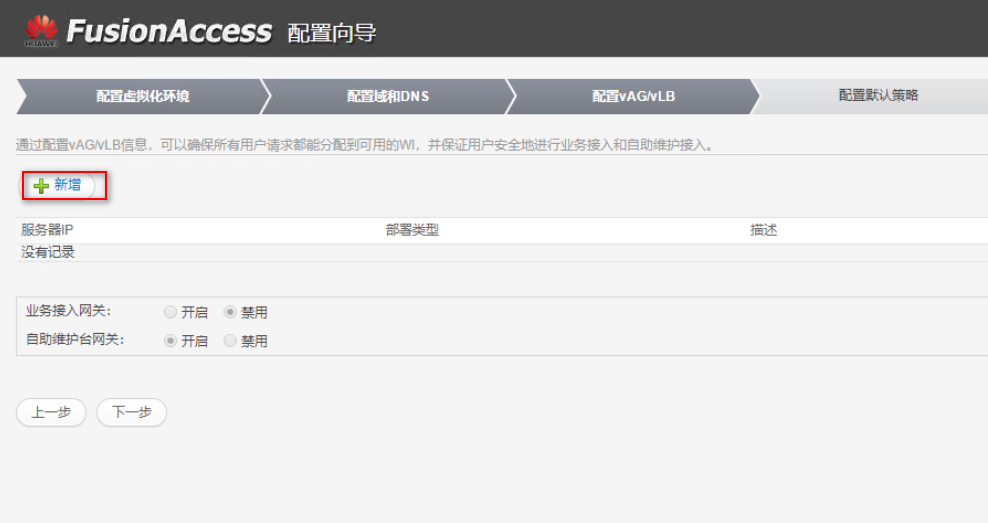 HUAWEI FusionAccess 配置向导
配置虚拟化环境 配置域和DNS 配置vAG/vLB 配置默认策略
通过配置vAG/vLB信息，可以确保所有用户请求都能分配到可用的WI，并保证用户安全地进行业务接入和自助维护接入。
新增
服务器IP 部署类型 描述
没有记录
业务接入网关： 开启 禁用
自助维护台网关： 开启 禁用
上一步 下一步